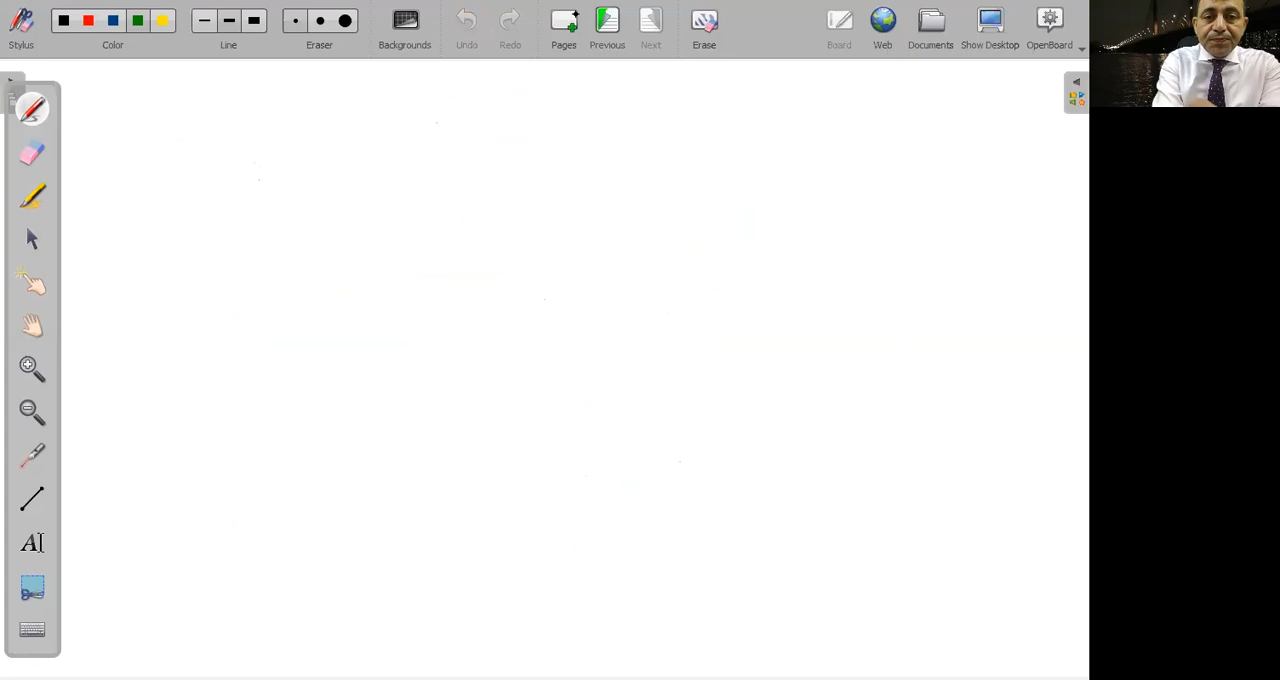 Stylus
Color
Line
Eraser
Backgrounds
Undo
Redo
Pages
Previous
Next
Erase
Board
Web
Documents
Show Desktop
OpenBoard